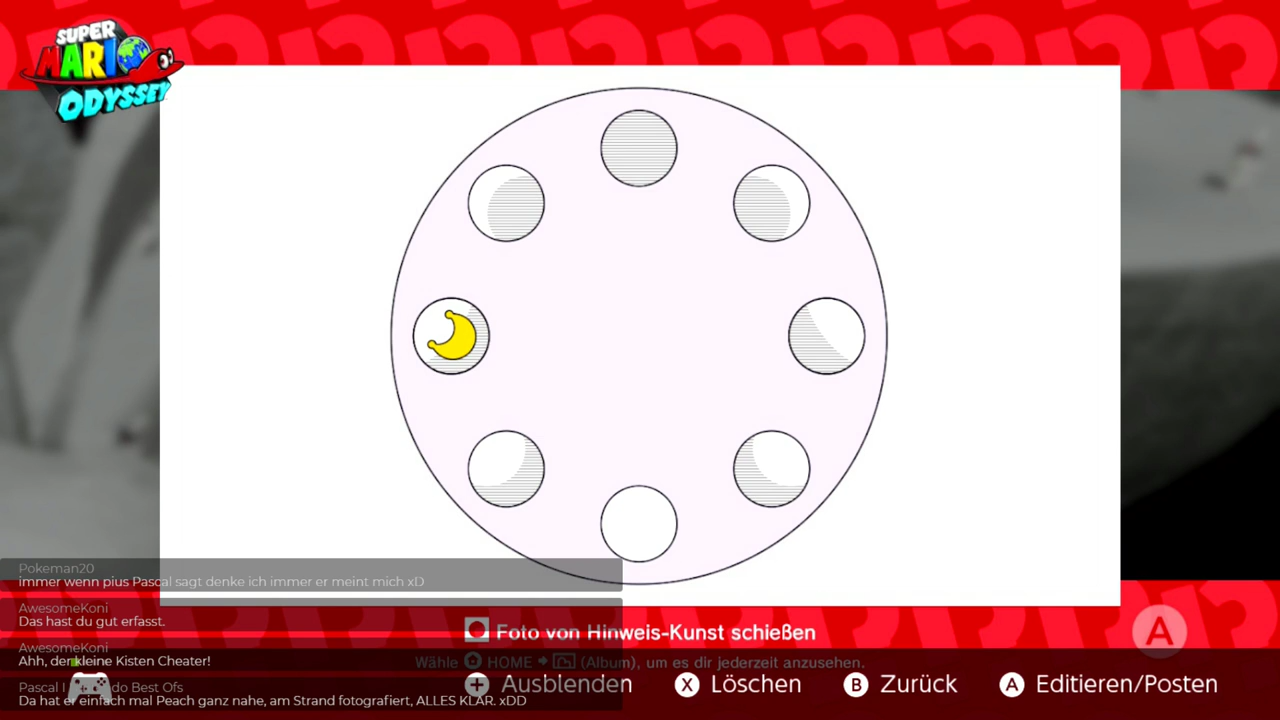 SUPER
MARIO
ODYSSEY
Pokeman20
immer wenn pius Pascal sagt denke ich immer er meint mich xD
AwesomeKoni
Das hast du gut erfasst.
AwesomeKoni
Ahh, der kleine Kisten Cheater!
Pascal do Best Ofs
Da hat er einfach mal Peach ganz nahe, am Strand fotografiert, ALLES KLAR. xDD
Foto von Hinweis-Kunst schießen
A
Wähle HOME (Album), um es dir jederzeit anzusehen.
+ Ausblenden X Löschen B Zurück A Editieren/Posten